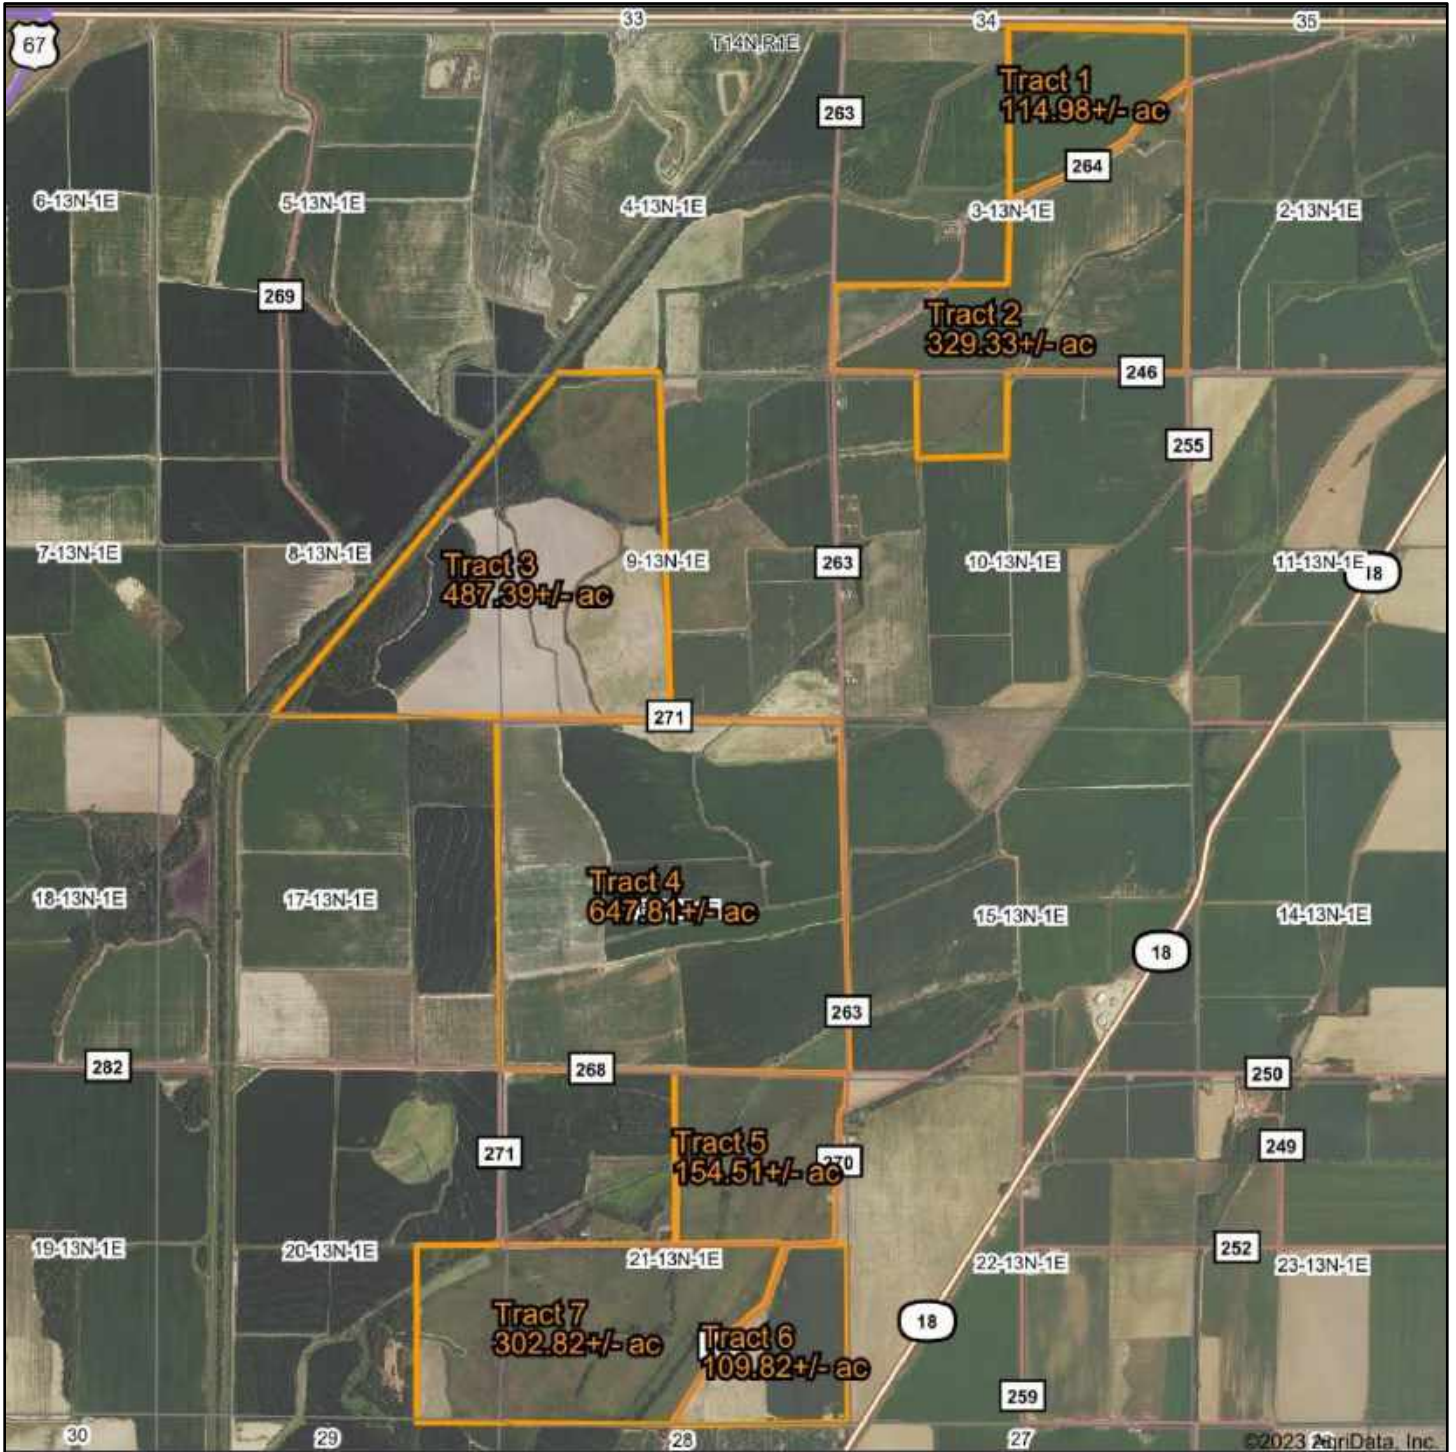 67
33
34
35
T14N,R1E
Tract 1
114.98+/- ac
263
264
6-13N-1E
5-13N-1E
4-13N-1E
3-13N-1E
2-13N-1E
269
Tract 2
329.33+/- ac
246
255
7-13N-1E
8-13N-1E
Tract 3
487.39+/- ac
9-13N-1E
263
10-13N-1E
11-13N-1E
18
271
18-13N-1E
17-13N-1E
Tract 4
647.81+/- ac
15-13N-1E
14-13N-1E
18
263
282
268
250
271
Tract 5
154.51+/- ac
270
249
19-13N-1E
20-13N-1E
21-13N-1E
22-13N-1E
252
23-13N-1E
Tract 7
302.82+/- ac
Tract 6
109.82+/- ac
18
259
30
29
28
27
©2023 AgriData, Inc.